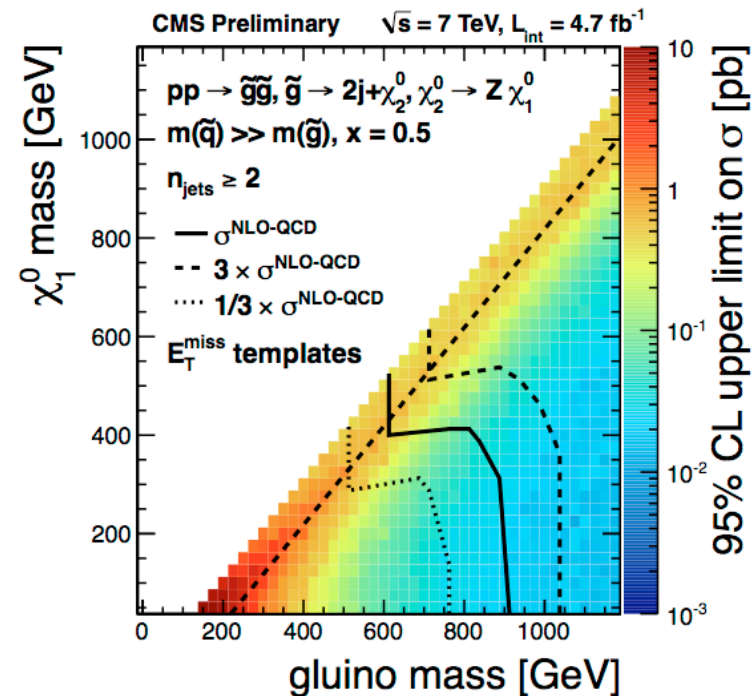 CMS Preliminary √s = 7 TeV, L_int = 4.7 fb⁻¹
pp → g̃g̃, g̃ → 2j+χ₂⁰, χ₂⁰ → Z χ₁⁰
m(q̃) >> m(g̃), x = 0.5
n_jets ≥ 2
σ^NLO-QCD
3 × σ^NLO-QCD
1/3 × σ^NLO-QCD
E_T^miss templates
χ₁⁰ mass [GeV]
1000
800
600
400
200
0 200 400 600 800 1000
gluino mass [GeV]
10
1
10⁻¹
10⁻²
10⁻³
95% CL upper limit on σ [pb]